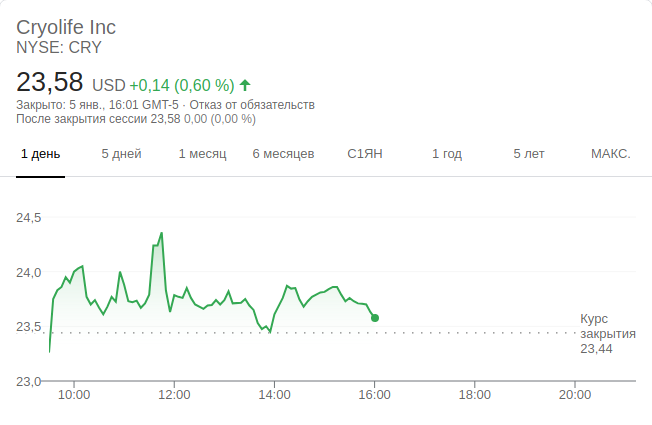 Cryolife Inc
NYSE: CRY
23,58 USD +0,14 (0,60 %)
Закрыто: 5 янв., 16:01 GMT-5 · Отказ от обязательств
После закрытия сессии 23,58 0,00 (0,00 %)
1 день 5 дней 1 месяц 6 месяцев С1ЯН 1 год 5 лет МАКС.
24,5
24,0
23,5
23,0
Курс
закрытия
23,44
10:00 12:00 14:00 16:00 18:00 20:00